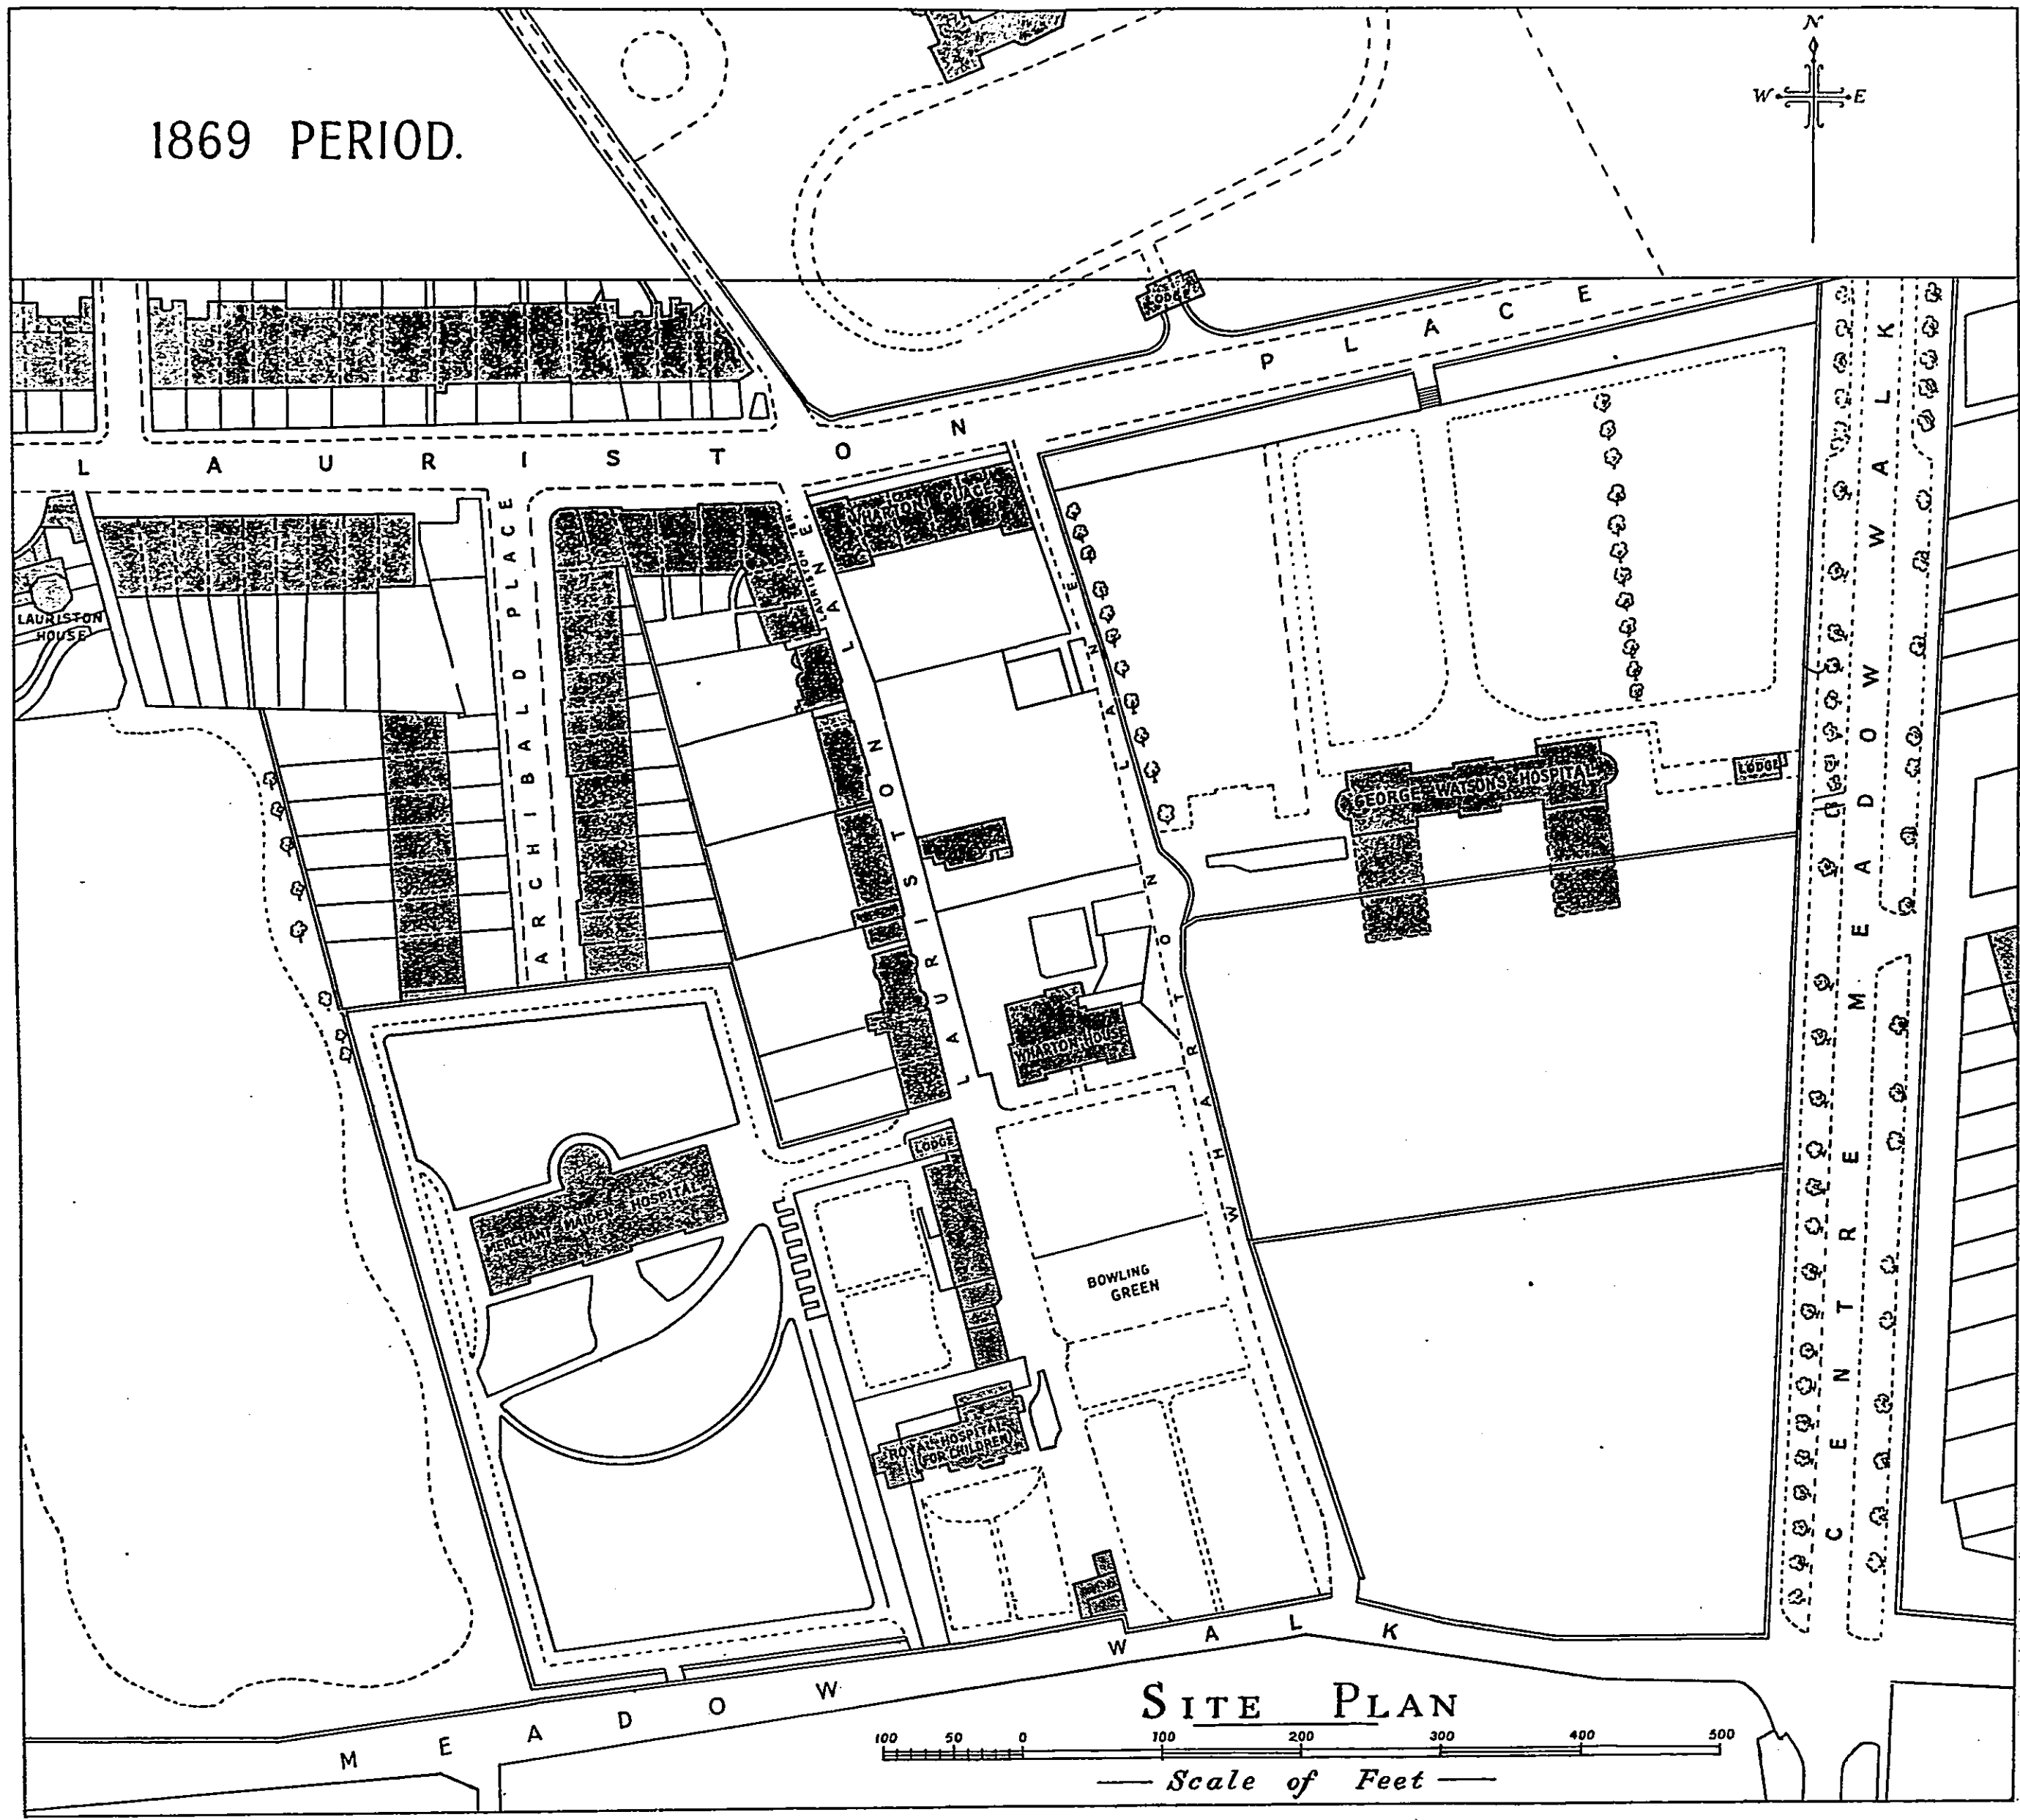 1869 PERIOD.
N
W E
LODGE
LAURISTON PLACE
WHARTON PLACE
LAURISTON TER.
LAURISTON HOUSE
ARCHIBALD PLACE
LAURISTON LANE.
WHARTON LANE.
GEORGE WATSON'S HOSPITAL
LODGE
CENTRE MEADOW WALK
WHARTON HOUSE
LODGE
MERCHANT MAIDEN HOSPITAL
BOWLING
GREEN
ROYAL HOSPITAL
FOR CHILDREN
MEADOW WALK
SITE PLAN
100 50 0 100 200 300 400 500
Scale of Feet